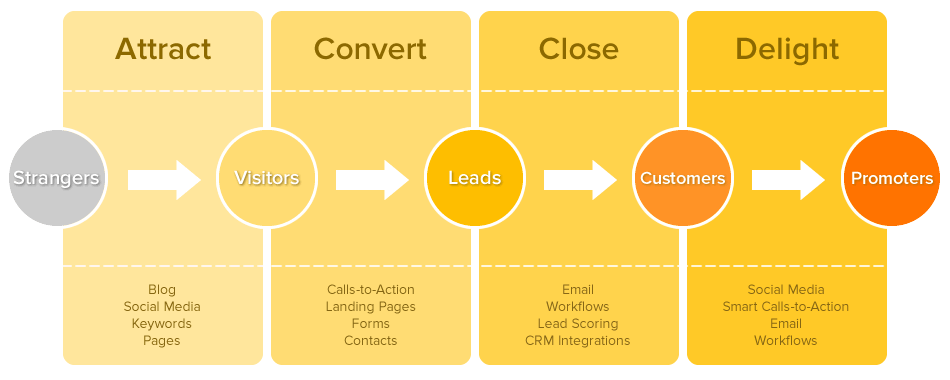 Attract
Convert
Close
Delight
Strangers
Visitors
Leads
Customers
Promoters
Blog
Social Media
Keywords
Pages
Calls-to-Action
Landing Pages
Forms
Contacts
Email
Workflows
Lead Scoring
CRM Integrations
Social Media
Smart Calls-to-Action
Email
Workflows